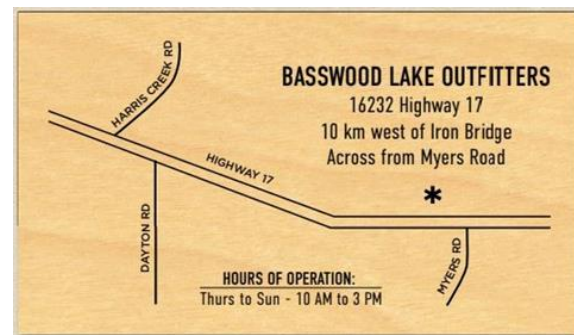 HARRIS CREEK RD
BASSWOOD LAKE OUTFITTERS
16232 Highway 17
10 km west of Iron Bridge
Across from Myers Road
*
HIGHWAY 17
DAYTON RD
MYERS RD
HOURS OF OPERATION:
Thurs to Sun - 10 AM to 3 PM